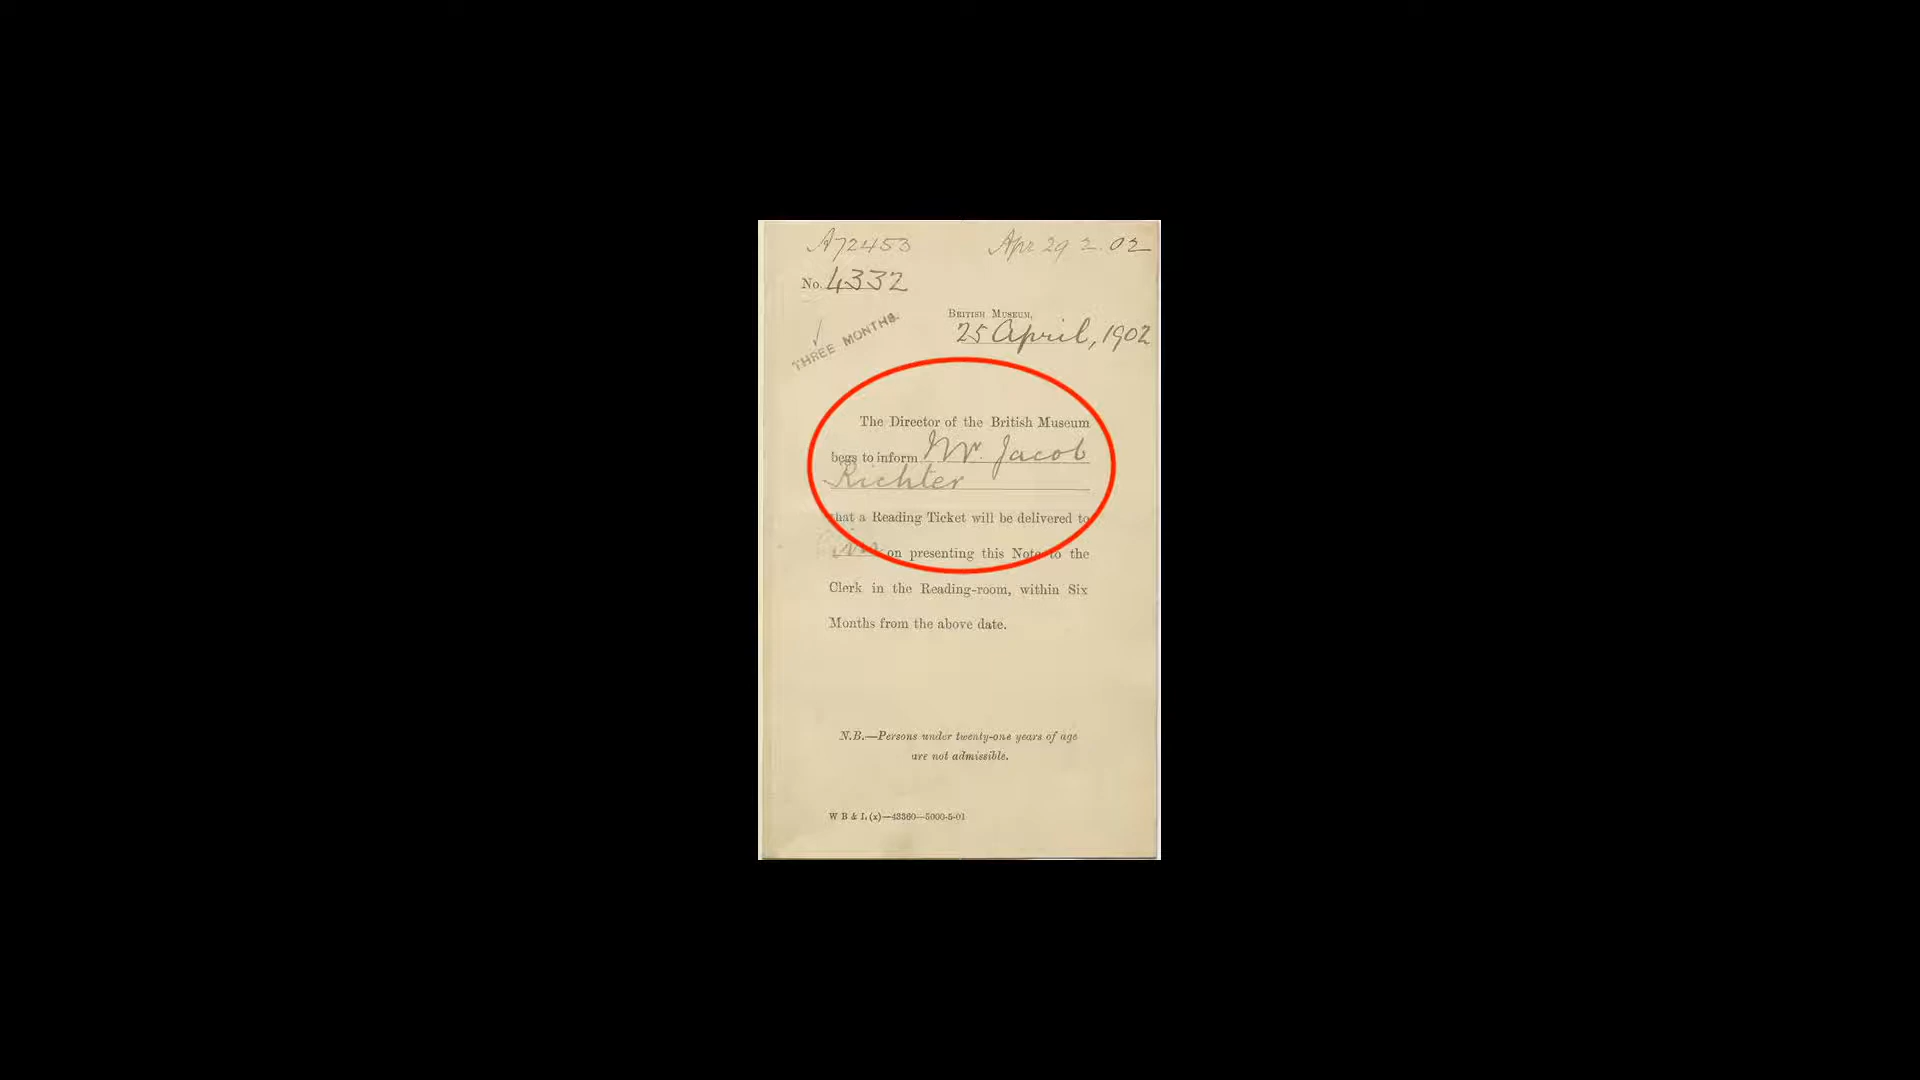 A72453 Apr 29 2. 02
No. 4332
BRITISH MUSEUM,
25 April, 1902
THREE MONTHS.
The Director of the British Museum
begs to inform Mr. Jacob
Richter
that a Reading Ticket will be delivered to
on presenting this Note to the
Clerk in the Reading-room, within Six
Months from the above date.
N.B.—Persons under twenty-one years of age
are not admissible.
W B & L (x)—43360—5000-5-01